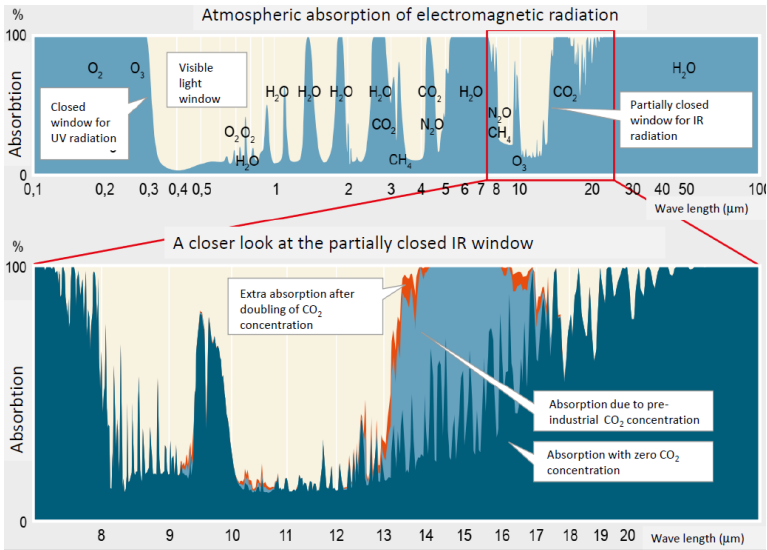 Atmospheric absorption of electromagnetic radiation
%
100
O₂
O₃
Visible
light
window
Closed
window for
UV radiation
H₂O
H₂O
H₂O
H₂O
CO₂
H₂O
CO₂
H₂O
Partially closed
window for IR
radiation
O₂O₂
H₂O
CO₂
CH₄
N₂O
N₂O
CH₄
O₃
Absorbtion
0
0,1
0,2
0,3
0,4
0,5
1
2
3
4
5
6
7
8
10
20
30
40
50
100
Wave length (μm)
%
A closer look at the partially closed IR window
100
Extra absorption after
doubling of CO₂
concentration
Absorption due to pre-
industrial CO₂ concentration
Absorption with zero CO₂
concentration
Absorbtion
0
8
9
10
11
12
13
14
15
16
17
18
19
20
Wave length (μm)